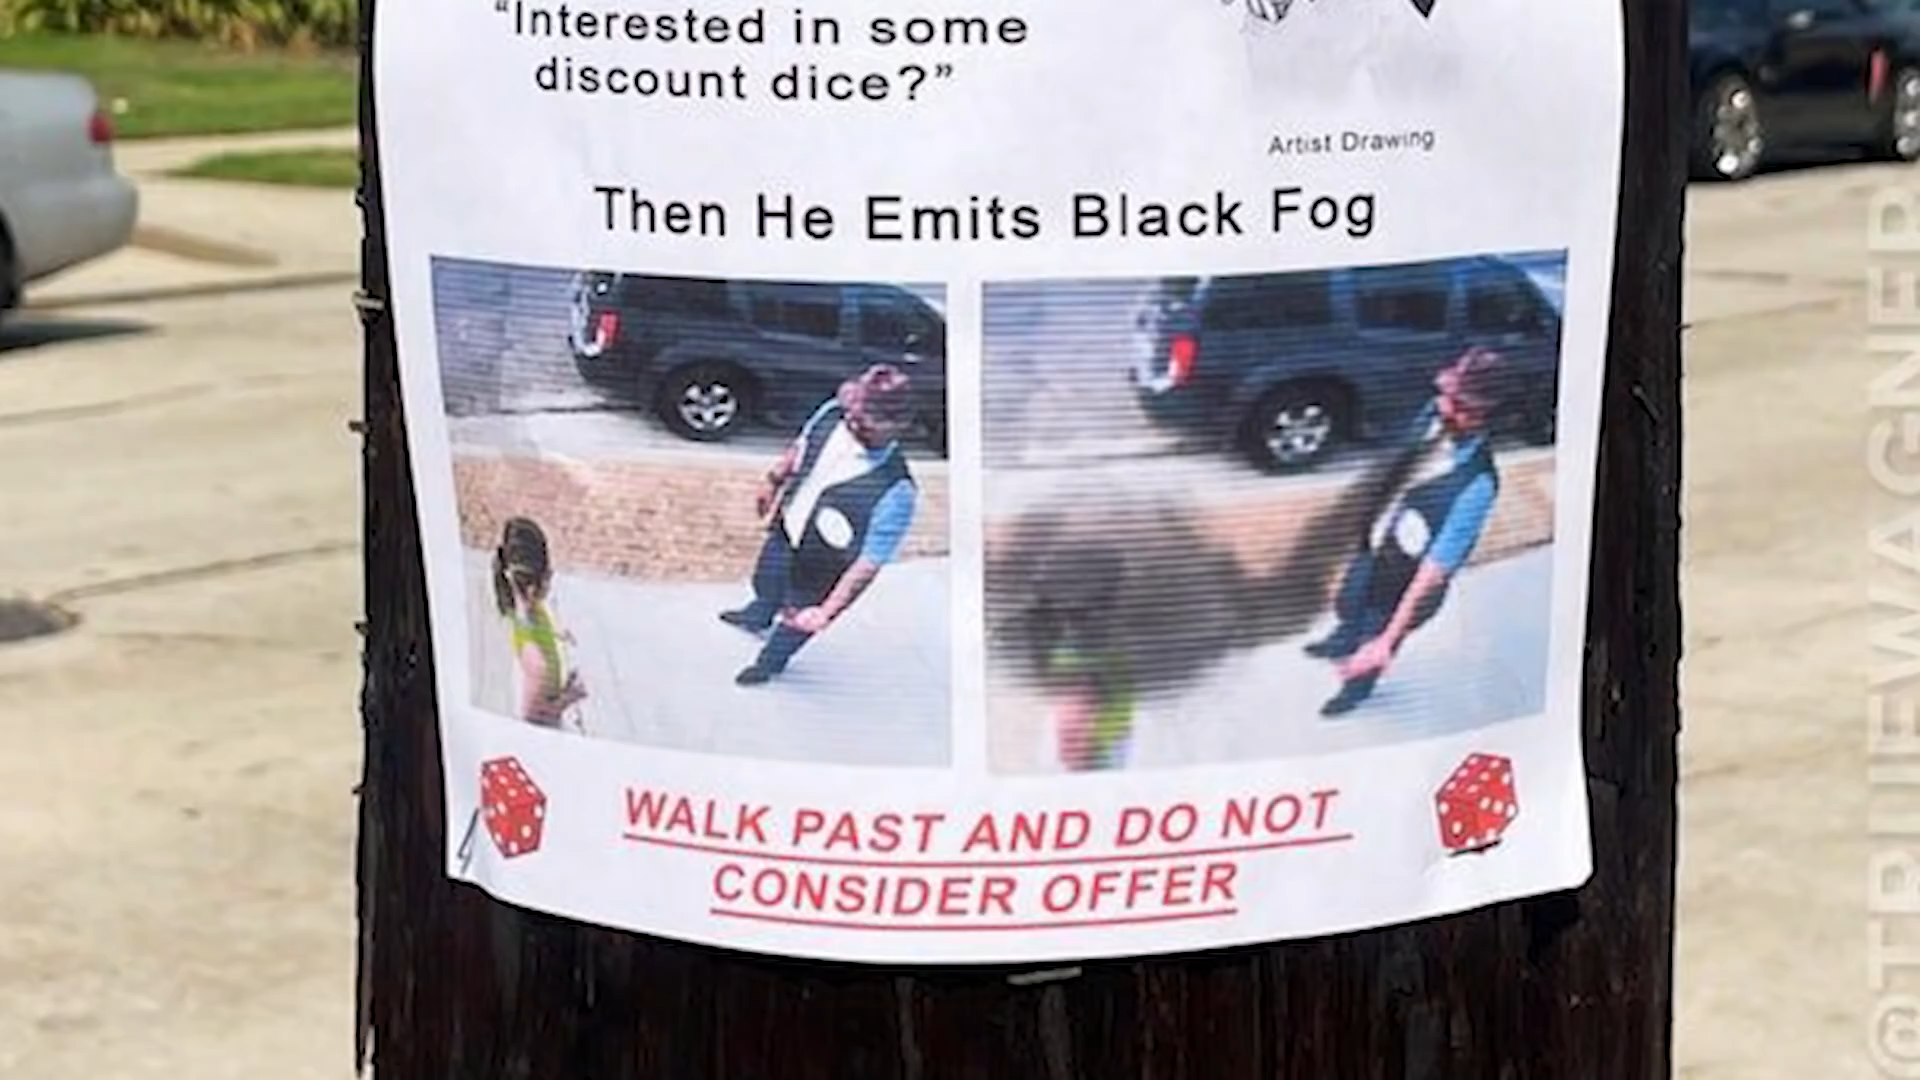 “Interested in some
discount dice?”
Artist Drawing
Then He Emits Black Fog
WALK PAST AND DO NOT
CONSIDER OFFER
@TRUEWAGNER